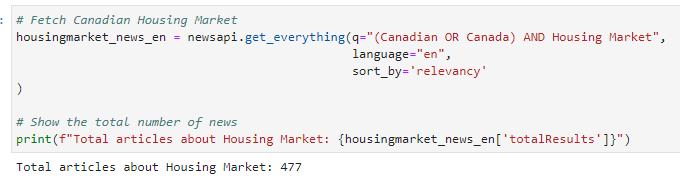 # Fetch Canadian Housing Market
housingmarket_news_en = newsapi.get_everything(q="(Canadian OR Canada) AND Housing Market",
language="en",
sort_by='relevancy'
)
# Show the total number of news
print(f"Total articles about Housing Market: {housingmarket_news_en['totalResults']}")
Total articles about Housing Market: 477